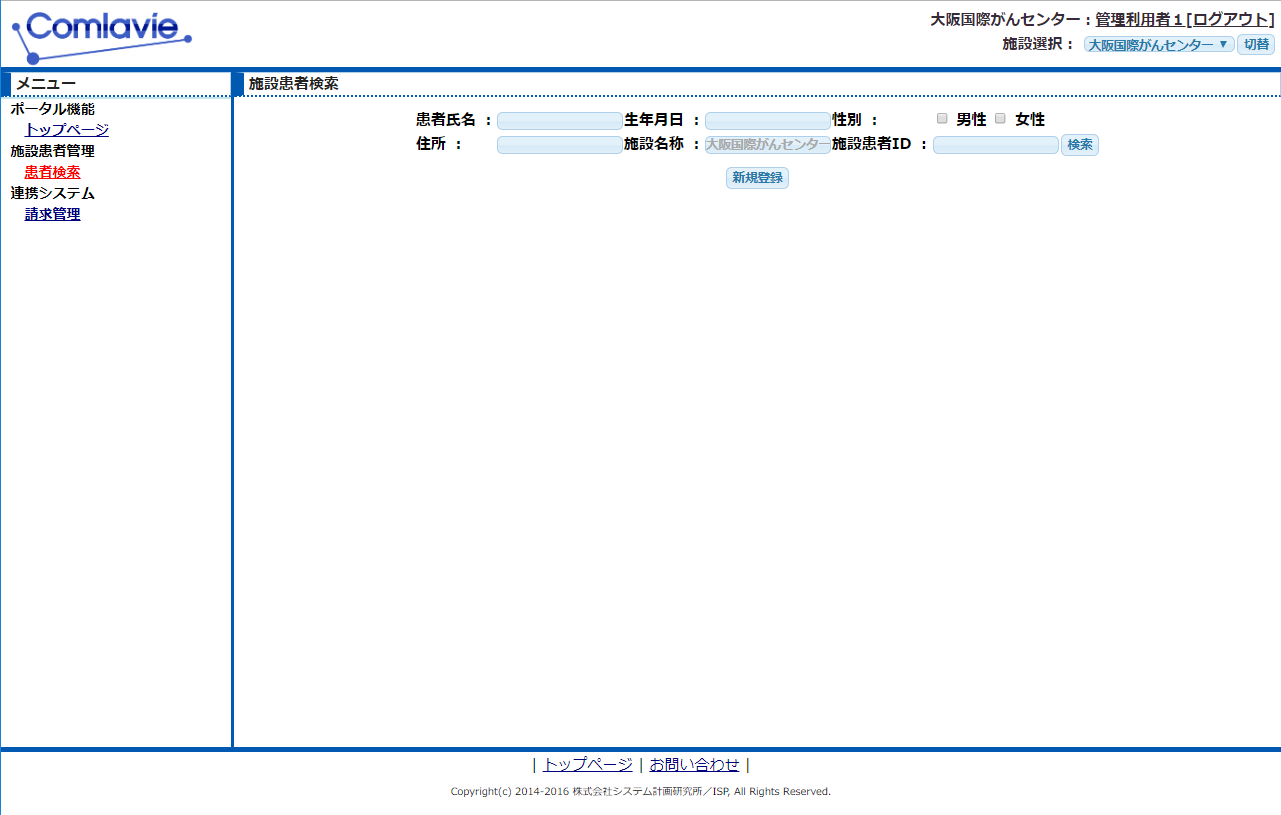 Comlavie
大阪国際がんセンター：管理利用者１[ログアウト]
施設選択： 大阪国際がんセンター ▼ 切替
メニュー
施設患者検索
ポータル機能
トップページ
施設患者管理
患者検索
連携システム
請求管理
患者氏名 ： 生年月日 ： 性別 ： 男性 女性
住所 ： 施設名称 ： 大阪国際がんセンター 施設患者ID ： 検索
新規登録
| トップページ | お問い合わせ |
Copyright(c) 2014-2016 株式会社システム計画研究所／ISP, All Rights Reserved.